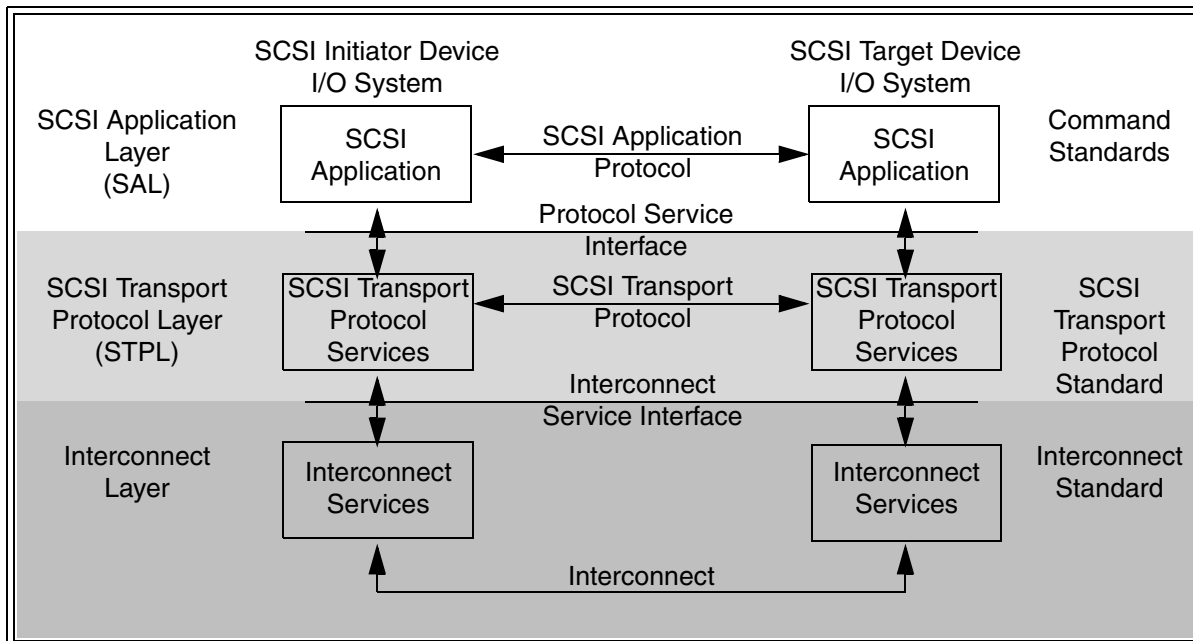 SCSI Initiator Device
I/O System
SCSI Target Device
I/O System
SCSI Application
Layer
(SAL)
SCSI
Application
SCSI Application
Protocol
SCSI
Application
Command
Standards
Protocol Service
Interface
SCSI Transport
Protocol Layer
(STPL)
SCSI Transport
Protocol
Services
SCSI Transport
Protocol
SCSI Transport
Protocol
Services
SCSI
Transport
Protocol
Standard
Interconnect
Service Interface
Interconnect
Layer
Interconnect
Services
Interconnect
Services
Interconnect
Standard
Interconnect